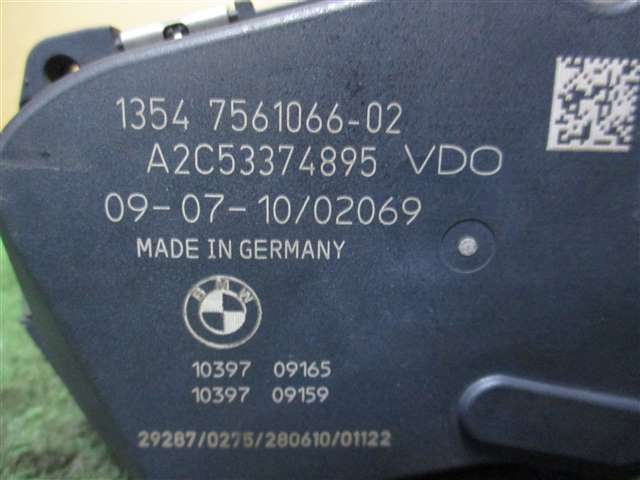 1354 7561066-02
A2C53374895 VDO
09-07-10/02069
MADE IN GERMANY
BMW
10397 09165
10397 09159
29287/0275/280610/01122